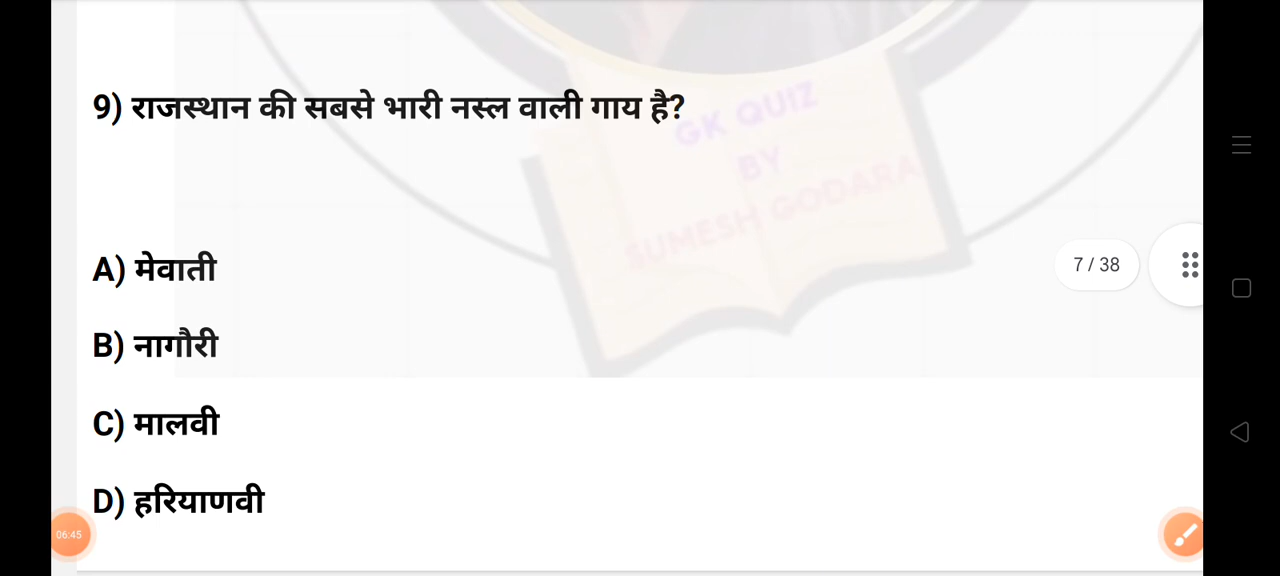 9) राजस्थान की सबसे भारी नस्ल वाली गाय है?
GK QUIZ
BY
SUMESH GODARA
A) मेवाती
7 / 38
B) नागौरी
C) मालवी
D) हरियाणवी
06:45